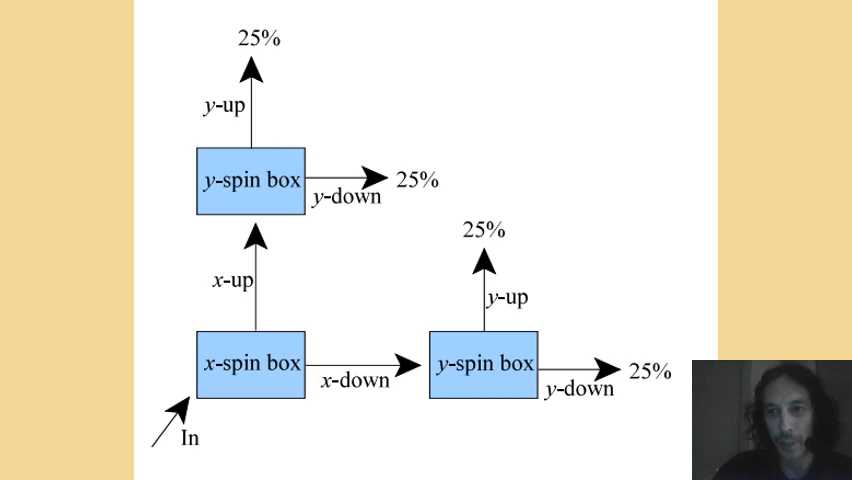 25%
y-up
y-spin box
25%
y-down
25%
x-up
y-up
x-spin box
y-spin box
25%
x-down
y-down
In